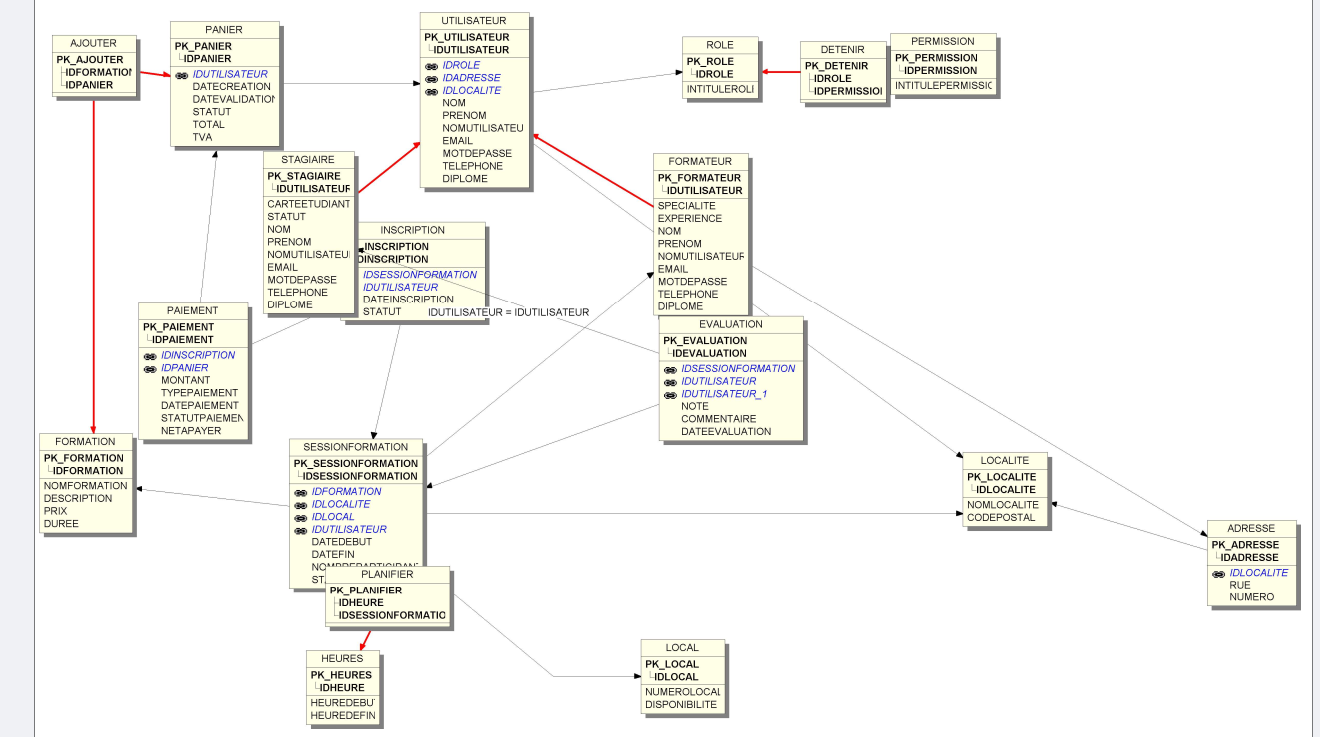 AJOUTER
PK_AJOUTER
IDFORMATION
IDPANIER
PANIER
PK_PANIER
IDPANIER
IDUTILISATEUR
DATECREATION
DATEVALIDATION
STATUT
TOTAL
TVA
UTILISATEUR
PK_UTILISATEUR
IDUTILISATEUR
IDROLE
IDADRESSE
IDLOCALITE
NOM
PRENOM
NOMUTILISATEU
EMAIL
MOTDEPASSE
TELEPHONE
DIPLOME
ROLE
PK_ROLE
IDROLE
INTITULEROLI
DETENIR
PK_DETENIR
IDROLE
IDPERMISSIOI
PERMISSION
PK_PERMISSION
IDPERMISSION
INTITULEPERMISSIC
STAGIAIRE
PK_STAGIAIRE
IDUTILISATEUR
CARTEETUDIANT
STATUT
NOM
PRENOM
NOMUTILISATEUI
EMAIL
MOTDEPASSE
TELEPHONE
DIPLOME
INSCRIPTION
INSCRIPTION
DINSCRIPTION
IDSESSIONFORMATION
IDUTILISATEUR
DATEINSCRIPTION
STATUT
IDUTILISATEUR = IDUTILISATEUR
FORMATEUR
PK_FORMATEUR
IDUTILISATEUR
SPECIALITE
EXPERIENCE
NOM
PRENOM
NOMUTILISATEUR
EMAIL
MOTDEPASSE
TELEPHONE
DIPLOME
EVALUATION
PK_EVALUATION
IDEVALUATION
IDSESSIONFORMATION
IDUTILISATEUR
IDUTILISATEUR_1
NOTE
COMMENTAIRE
DATEEVALUATION
PAIEMENT
PK_PAIEMENT
IDPAIEMENT
IDINSCRIPTION
IDPANIER
MONTANT
TYPEPAIEMENT
DATEPAIEMENT
STATUTPAIEMEN
NETAPAYER
FORMATION
PK_FORMATION
IDFORMATION
NOMFORMATION
DESCRIPTION
PRIX
DUREE
SESSIONFORMATION
PK_SESSIONFORMATION
IDSESSIONFORMATION
IDFORMATION
IDLOCALITE
IDLOCAL
IDUTILISATEUR
DATEDEBUT
DATEFIN
NOMBREPARTICIPAN
ST
PLANIFIER
PK_PLANIFIER
IDHEURE
IDSESSIONFORMATIC
HEURES
PK_HEURES
IDHEURE
HEUREDEBU
HEUREDEFIN
LOCAL
PK_LOCAL
IDLOCAL
NUMEROLOCAL
DISPONIBILITE
LOCALITE
PK_LOCALITE
IDLOCALITE
NOMLOCALITE
CODEPOSTAL
ADRESSE
PK_ADRESSE
IDADRESSE
IDLOCALITE
RUE
NUMERO